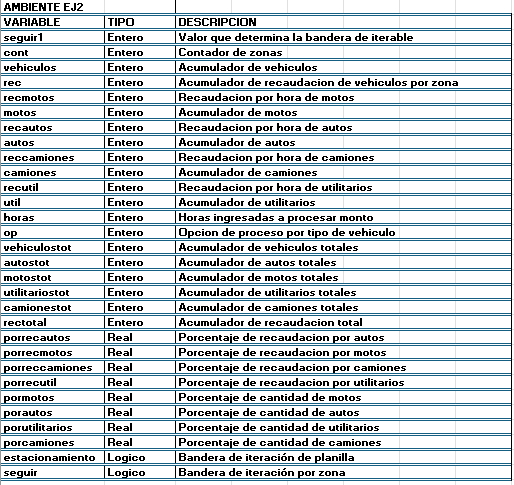 AMBIENTE EJ2
VARIABLE TIPO DESCRIPCION
seguir1 Entero Valor que determina la bandera de iterable
cont Entero Contador de zonas
vehiculos Entero Acumulador de vehiculos
rec Entero Acumulador de recaudacion de vehiculos por zona
recmotos Entero Recaudacion por hora de motos
motos Entero Acumulador de motos
recautos Entero Recaudacion por hora de autos
autos Entero Acumulador de autos
reccamiones Entero Recaudacion por hora de camiones
camiones Entero Acumulador de camiones
recutil Entero Recaudacion por hora de utilitarios
util Entero Acumulador de utilitarios
horas Entero Horas ingresadas a procesar monto
op Entero Opcion de proceso por tipo de vehiculo
vehiculostot Entero Acumulador de vehiculos totales
autostot Entero Acumulador de autos totales
motostot Entero Acumulador de motos totales
utilitariostot Entero Acumulador de utilitarios totales
camionestot Entero Acumulador de camiones totales
rectotal Entero Acumulador de recaudacion total
porrecautos Real Porcentaje de recaudacion por autos
porrecmotos Real Porcentaje de recaudacion por motos
porreccamiones Real Porcentaje de recaudacion por camiones
porrecutil Real Porcentaje de recaudacion por utilitarios
pormotos Real Porcentaje de cantidad de motos
porautos Real Porcentaje de cantidad de autos
porutilitarios Real Porcentaje de cantidad de utilitarios
porcamiones Real Porcentaje de cantidad de camiones
estacionamiento Logico Bandera de iteración de planilla
seguir Logico Bandera de iteración por zona